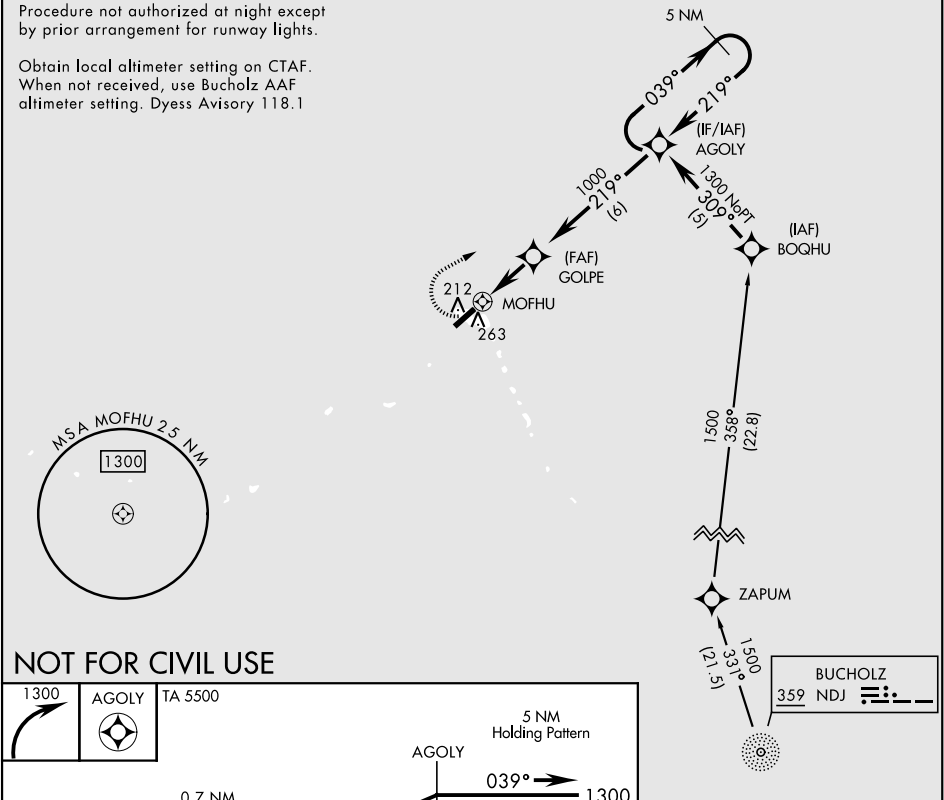 Procedure not authorized at night except
by prior arrangement for runway lights.
Obtain local altimeter setting on CTAF.
When not received, use Bucholz AAF
altimeter setting. Dyess Avisory 118.1
5 NM
039°
219°
(IF/IAF)
AGOLY
1000
219°
(6)
1300 NoPT
309°
(5)
(IAF)
BOQHU
(FAF)
GOLPE
212
MOFHU
263
1500
358°
(22.8)
MSA MOFHU 25 NM
1300
ZAPUM
1500
331°
(21.5)
BUCHOLZ
359 NDJ
NOT FOR CIVIL USE
1300
AGOLY
TA 5500
5 NM
Holding Pattern
AGOLY
039°
1300
0.7 NM